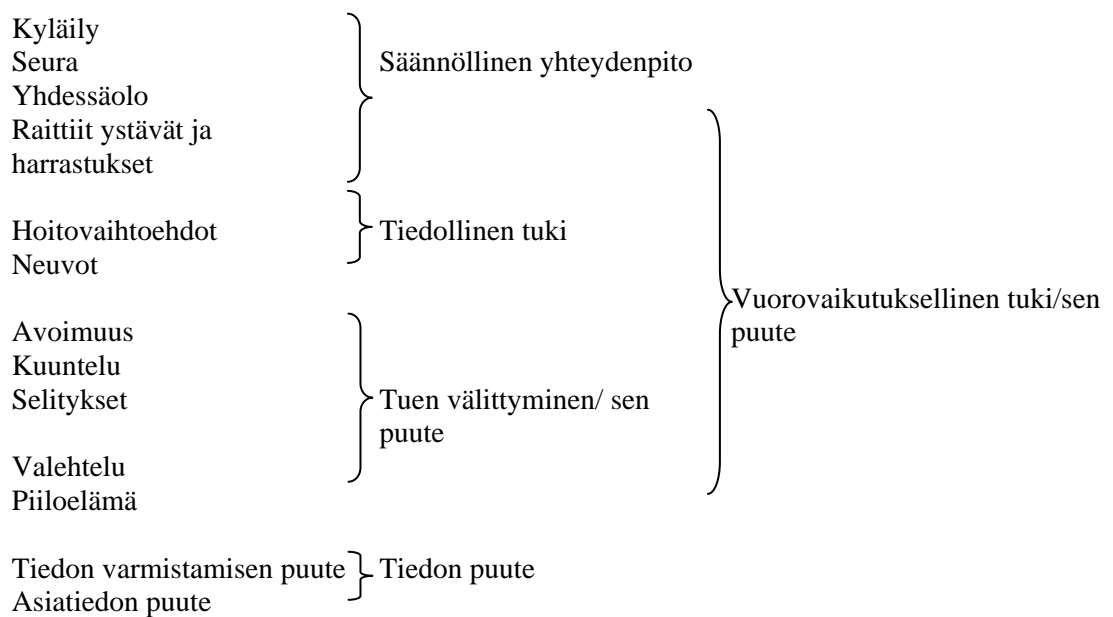 Kyläily
Seura
Säännöllinen yhteydenpito
Yhdessäolo
Raittiit ystävät ja
harrastukset
Hoitovaihtoehdot
Tiedollinen tuki
Neuvot
Vuorovaikutuksellinen tuki/sen
puute
Avoimuus
Kuuntelu
Selitykset
Tuen välittyminen/ sen
puute
Valehtelu
Piiloelämä
Tiedon varmistamisen puute
Tiedon puute
Asiatiedon puute